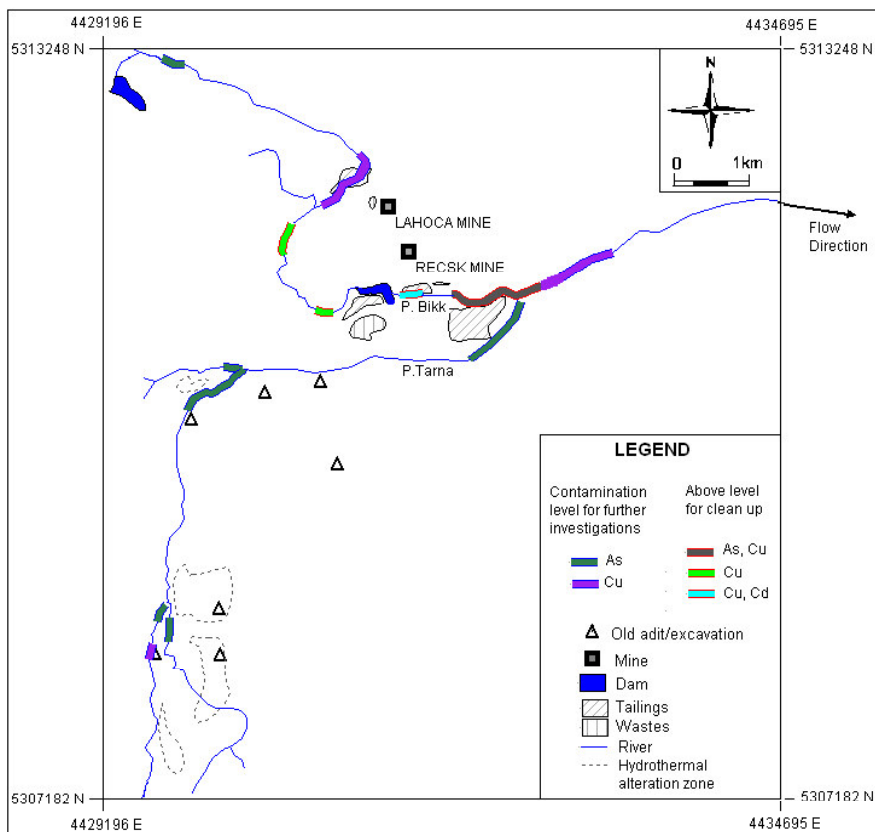 4429196 E
4434695 E
5313248 N
5313248 N
N
0 1km
LAHOCA MINE
Flow
Direction
RECSK MINE
P. Bikk
P.Tarna
LEGEND
Contamination
level for further
investigations
Above level
for clean up
As
As, Cu
Cu
Cu
Cu, Cd
Old adit/excavation
Mine
Dam
Tailings
Wastes
River
Hydrothermal
alteration zone
5307182 N
5307182 N
4429196 E
4434695 E